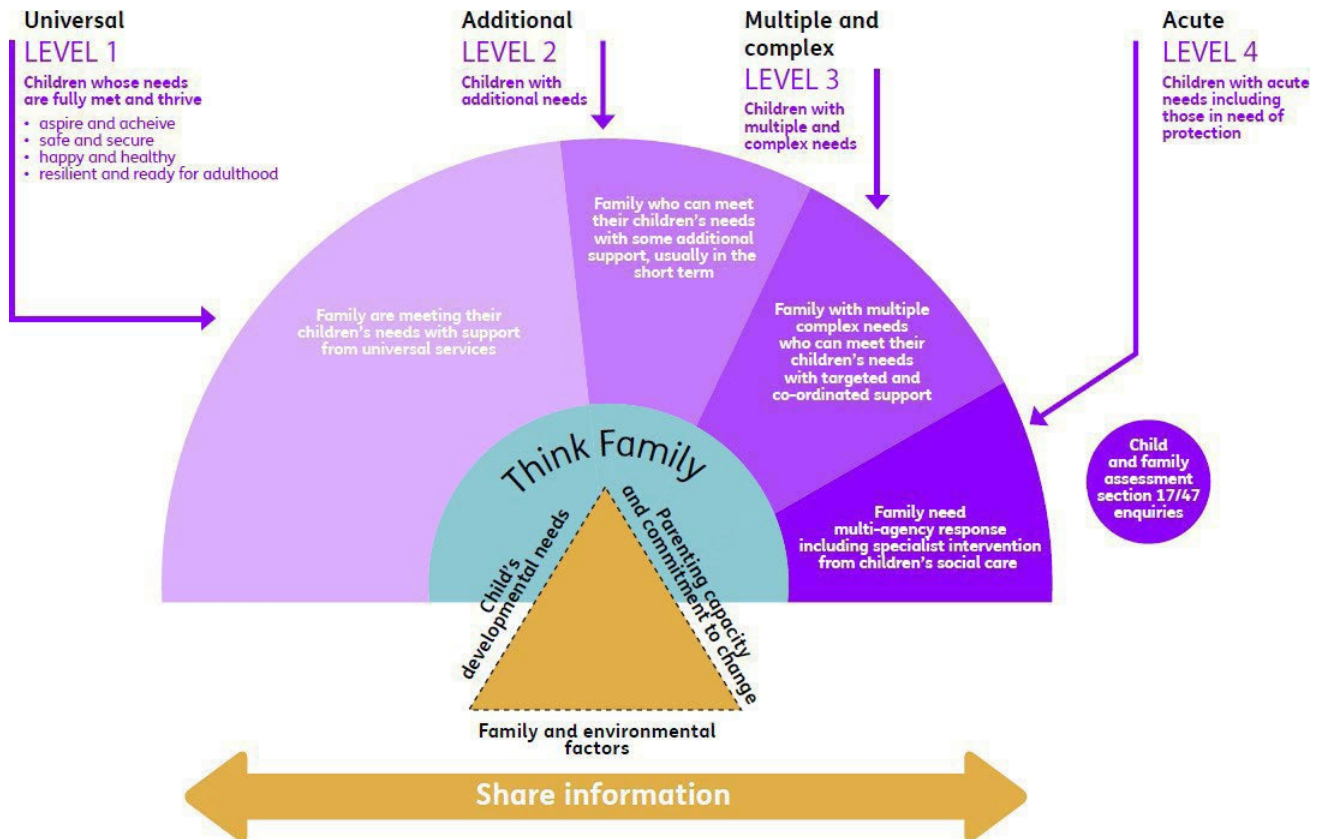 Universal
LEVEL 1
Children whose needs
are fully met and thrive
• aspire and acheive
• safe and secure
• happy and healthy
• resilient and ready for adulthood
Additional
LEVEL 2
Children with
additional needs
Multiple and
complex
LEVEL 3
Children with
multiple and
complex needs
Acute
LEVEL 4
Children with acute
needs including
those in need of
protection
Family are meeting their
children's needs with support
from universal services
Family who can meet
their children's needs
with some additional
support, usually in the
short term
Family with multiple
complex needs
who can meet their
children's needs
with targeted and
co-ordinated support
Family need
multi-agency response
including specialist intervention
from children's social care
Child
and family
assessment
section 17/47
enquiries
Think Family
Child's
developmental needs
Parenting capacity
and commitment to change
Family and environmental
factors
Share information